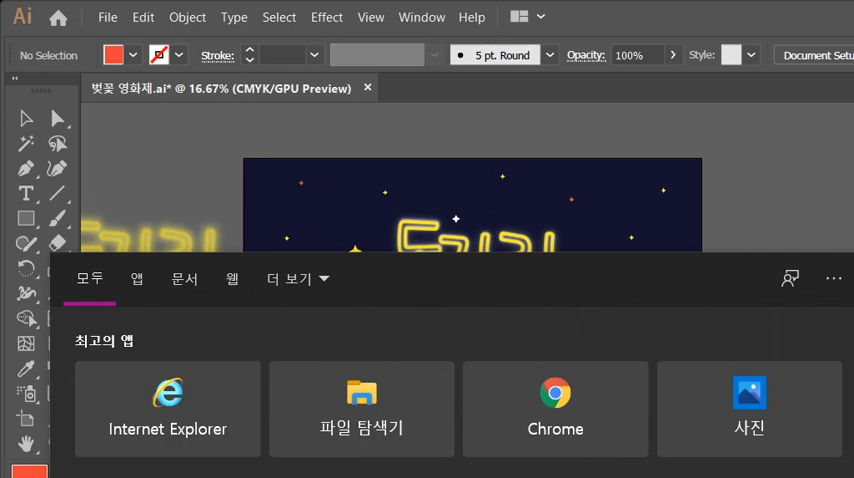 Ai File Edit Object Type Select Effect View Window Help
No Selection Stroke: 5 pt. Round Opacity: 100% Style: Document Setu
벚꽃 영화제.ai* @ 16.67% (CMYK/GPU Preview)
모두 앱 문서 웹 더 보기
최고의 앱
Internet Explorer 파일 탐색기 Chrome 사진